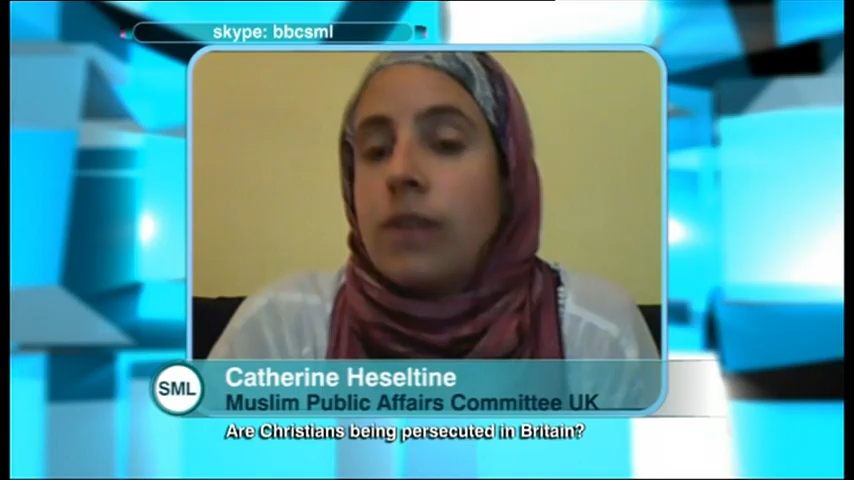 skype: bbcsml
SML
Catherine Heseltine
Muslim Public Affairs Committee UK
Are Christians being persecuted in Britain?